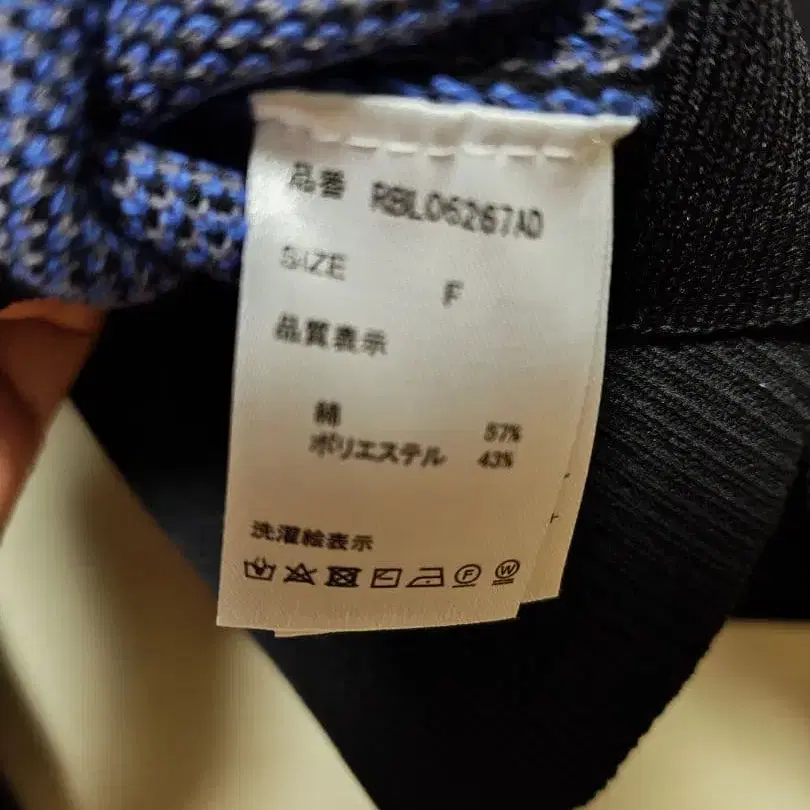 品番 RBL06267AD
SIZE F
品質表示
綿 57%
ポリエステル 43%
洗濯絵表示
F W